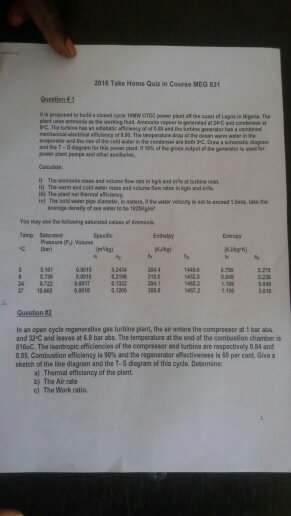 2016 Take Home Quiz in Course MEG 831
Question # 1
It is proposed to build a closed cycle 10MW OTEC power plant off the coast of Lagos in Nigeria. The
plant uses ammonia as the working fluid. Ammonia vapour is generated at 24°C and condenses at
8°C. The turbine has an adiabatic efficiency of of 0.85 and the turbine generator has a combined
mechanical-electrical efficiency of 0.90. The temperature drop of the ocean warm water in the
evaporator and the rise of the cold water in the condenser are both 3°C. Draw a schematic diagram
and the T - S diagram for this power plant. If 10% of the gross output of the generator is used for
power plant pumps and other auxiliaries,
Calculate:
i) The ammonia mass and volume flow rate in kg/s and m³/s at turbine inlet.
ii) The warm and cold water mass and volume flow rates in kg/s and m³/s.
iii) The plant net thermal efficiency
iv) The cold water pipe diameter, in meters, if the water velocity is not to exceed 1.5m/s. take the
average density of sea water to be 1025kg/m³.
You may use the following saturated values of Ammonia.
Temp Saturated Specific Enthalpy Entropy
Pressure (Pₛ) Volume
°C (bar) (m³/kg) (KJ/kg) (KJ/kg°K)
5 5.161 0.0015 0.2434 204.4 1449.6 0.799 5.278
8 5.736 0.0016 0.2198 218.5 1452.5 0.849 5.238
24 9.722 0.0017 0.1322 294.1 1465.2 1.108 5.049
27 10.665 0.0018 0.1209 308.6 1467.2 1.156 5.016
Question #2
In an open cycle regenerative gas turbine plant, the air enters the compressor at 1 bar abs.
and 32°C and leaves at 6.9 bar abs. The temperature at the end of the combustion chamber is
816oC. The isentropic efficiencies of the compressor and turbine are respectively 0.84 and
0.85. Combustion efficiency is 90% and the regenerator effectiveness is 60 per cent. Give a
sketch of the line diagram and the T- S diagram of this cycle. Determine:
a) Thermal efficiency of the plant.
b) The Air rate
c) The Work ratio.
1